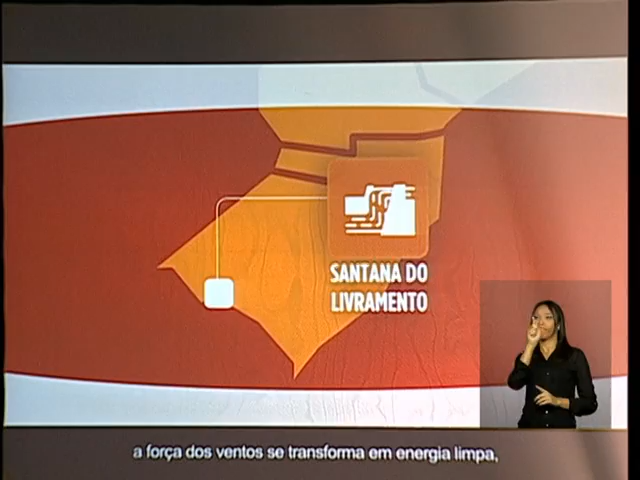 SANTANA DO
LIVRAMENTO
a força dos ventos se transforma em energia limpa,